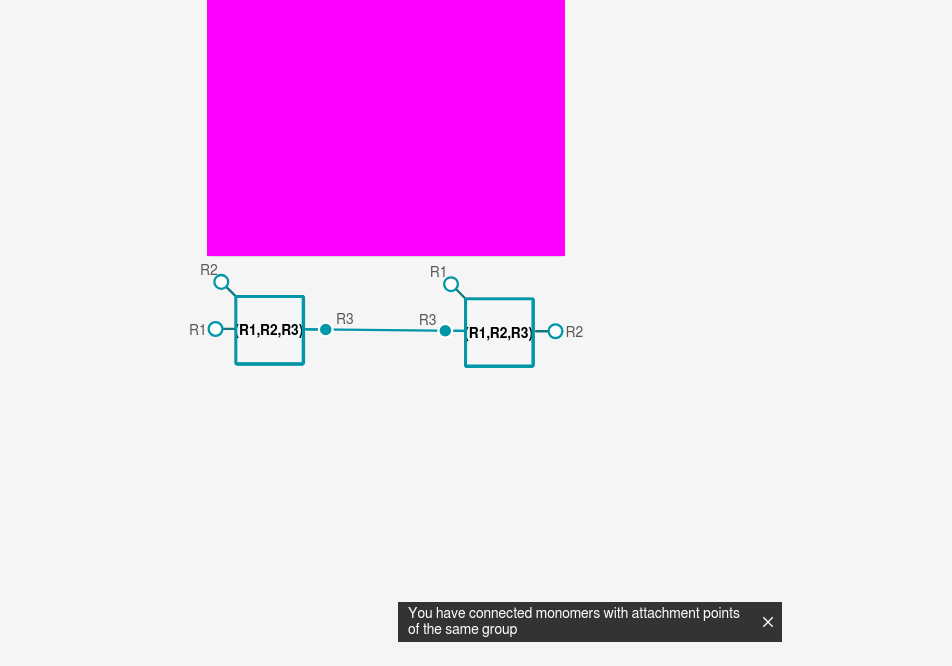 R2
R1
R1
(R1,R2,R3)
R3
R3
(R1,R2,R3)
R2
You have connected monomers with attachment points
of the same group